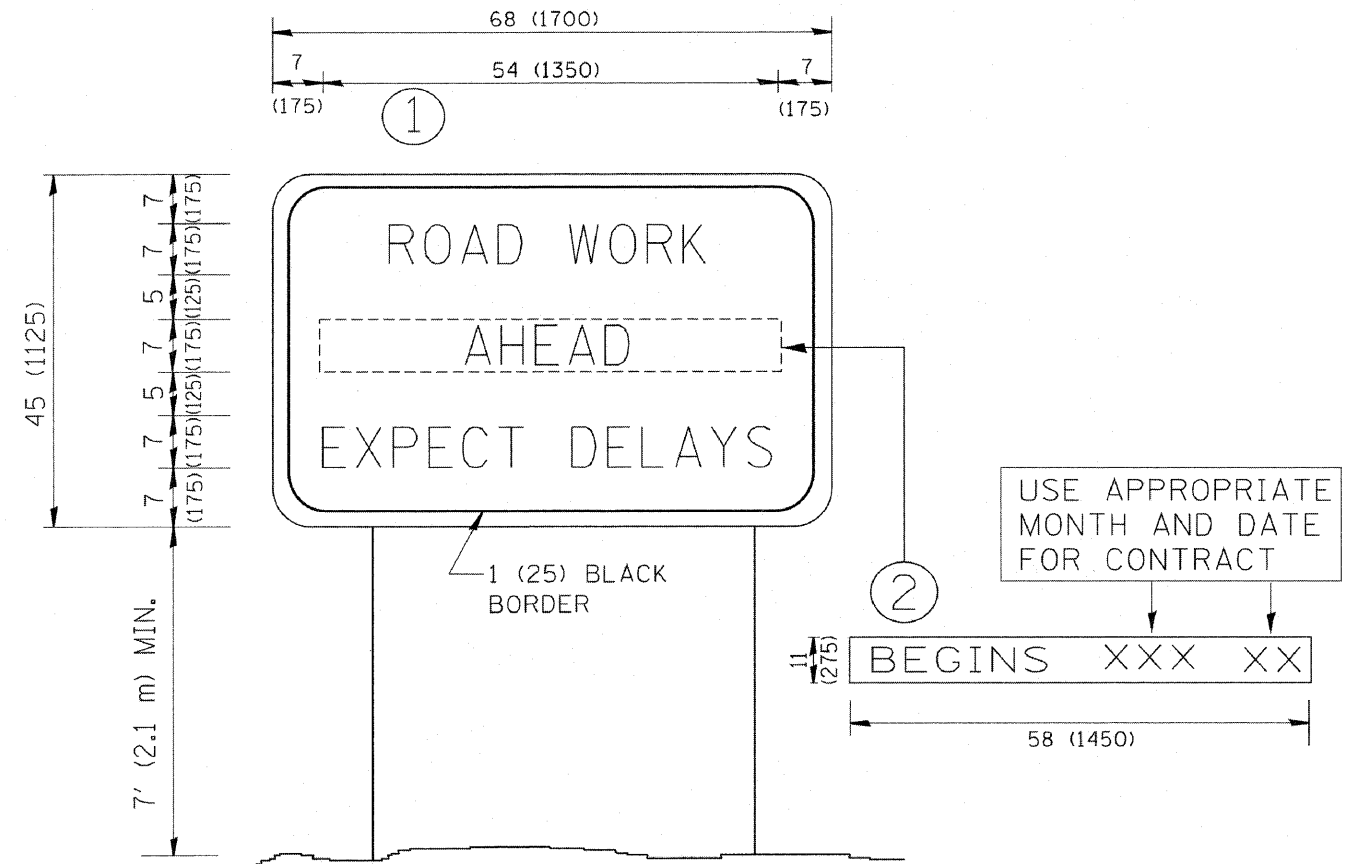 68 (1700)
7
54 (1350)
7
(175)
(175)
1
45 (1125)
7 (175)
7 (175)
5 (125)
7 (175)
5 (125)
7 (175)
7 (175)
ROAD WORK
AHEAD
EXPECT DELAYS
1 (25) BLACK
BORDER
7' (2.1 m) MIN.
USE APPROPRIATE
MONTH AND DATE
FOR CONTRACT
2
11
(275)
BEGINS XXX XX
58 (1450)